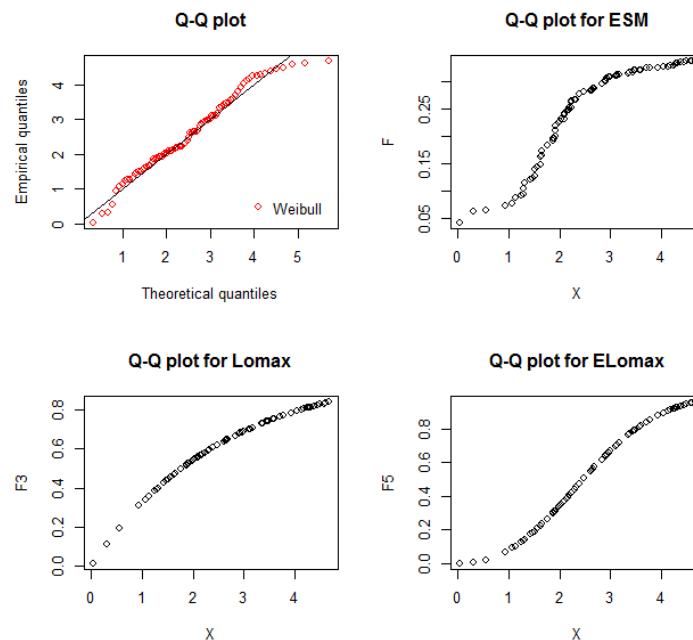 Q-Q plot
Empirical quantiles
4
3
2
1
0
Weibull
1 2 3 4 5
Theoretical quantiles
Q-Q plot for ESM
F
0.25
0.15
0.05
0 1 2 3 4
X
Q-Q plot for Lomax
F3
0.8
0.6
0.4
0.2
0.0
0 1 2 3 4
X
Q-Q plot for ELomax
F5
0.8
0.6
0.4
0.2
0.0
0 1 2 3 4
X